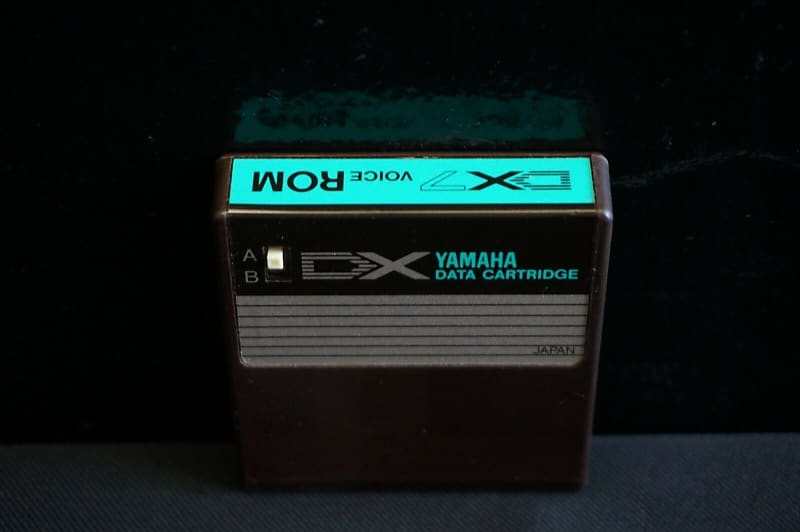 DX7 VOICE ROM
A
B
DX YAMAHA
DATA CARTRIDGE
JAPAN